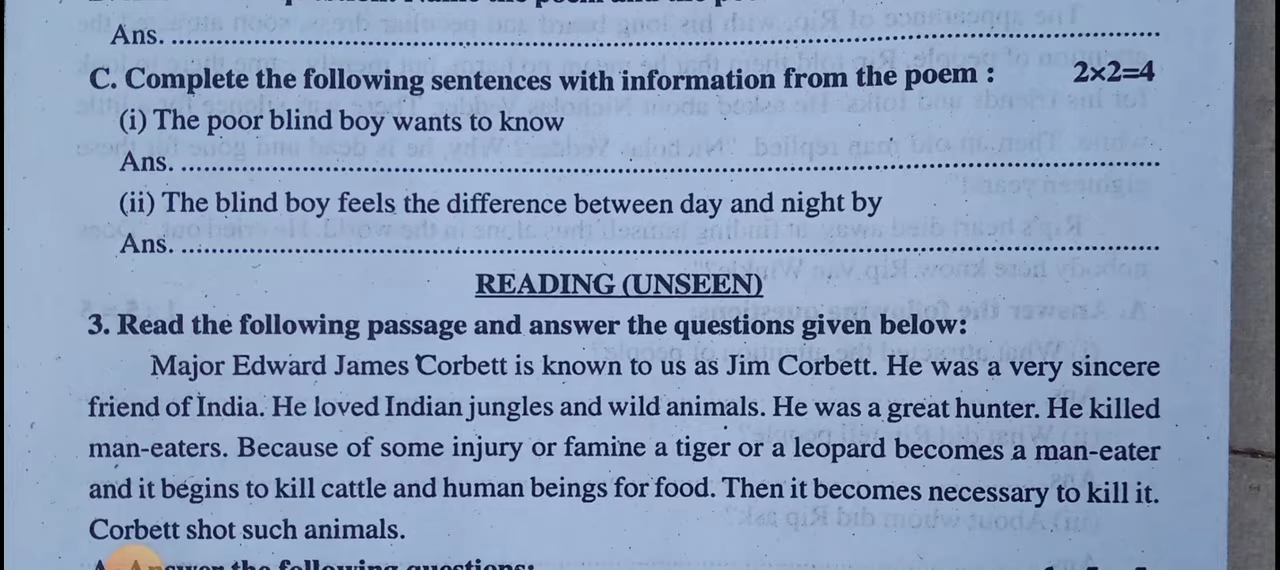 Ans. ................................................................
C. Complete the following sentences with information from the poem : 2×2=4
(i) The poor blind boy wants to know
Ans. ................................................................
(ii) The blind boy feels the difference between day and night by
Ans. ................................................................
READING (UNSEEN)
3. Read the following passage and answer the questions given below:
Major Edward James Corbett is known to us as Jim Corbett. He was a very sincere
friend of India. He loved Indian jungles and wild animals. He was a great hunter. He killed
man-eaters. Because of some injury or famine a tiger or a leopard becomes a man-eater
and it begins to kill cattle and human beings for food. Then it becomes necessary to kill it.
Corbett shot such animals.
A. Answer the following questions: